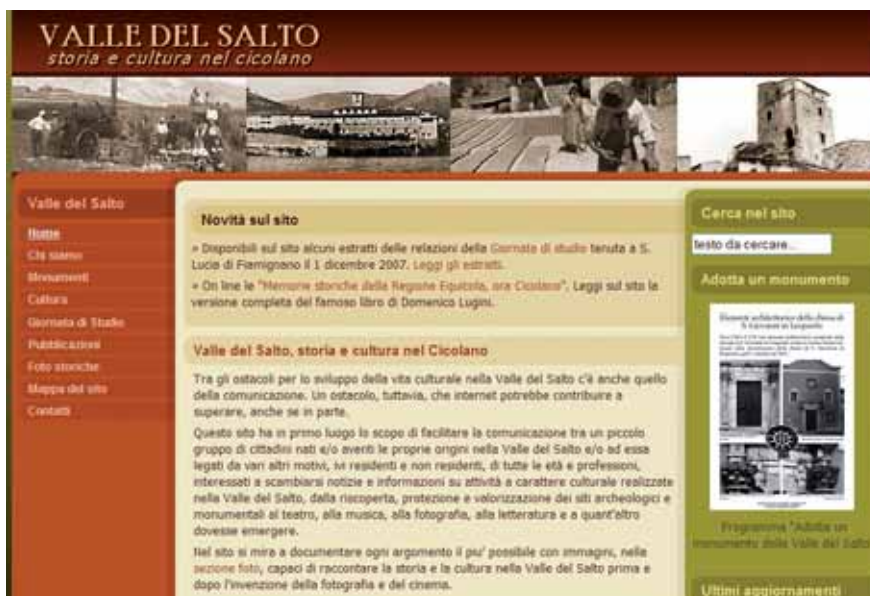 VALLE DEL SALTO
storia e cultura nel cicolano
Valle del Salto
Home
Chi siamo
Monumenti
Cultura
Giornata di Studio
Pubblicazioni
Foto storiche
Mappa del sito
Contatti
Novità sul sito
» Disponibili sul sito alcuni estratti delle relazioni della Giornata di studio tenuta a S.
Lucia di Fiamignano il 1 dicembre 2007. Leggi gli estratti.
» On line le "Memorie storiche della Regione Equicola, ora Cicolano". Leggi sul sito la
versione completa del famoso libro di Domenico Lugini.
Valle del Salto, storia e cultura nel Cicolano
Tra gli ostacoli per lo sviluppo della vita culturale nella Valle del Salto c'è anche quello
della comunicazione. Un ostacolo, tuttavia, che internet potrebbe contribuire a
superare, anche se in parte.
Questo sito ha in primo luogo lo scopo di facilitare la comunicazione tra un piccolo
gruppo di cittadini nati e/o aventi le proprie origini nella Valle del Salto e/o ad essa
legati da vari altri motivi, ivi residenti e non residenti, di tutte le età e professioni,
interessati a scambiarsi notizie e informazioni su attività a carattere culturale realizzate
nella Valle del Salto, dalla riscoperta, protezione e valorizzazione dei siti archeologici e
monumentali al teatro, alla musica, alla fotografia, alla letteratura e a quant'altro
dovesse emergere.
Nel sito si mira a documentare ogni argomento il piu' possibile con immagini, nella
sezione foto, capaci di raccontare la storia e la cultura nella Valle del Salto prima e
dopo l'invenzione della fotografia e del cinema.
Cerca nel sito
testo da cercare...
Adotta un monumento
Elementi architettonici della chiesa di
S. Giovanni in Leopardis
Programma "Adotta un
monumento della Valle del Salto
Ultimi aggiornamenti